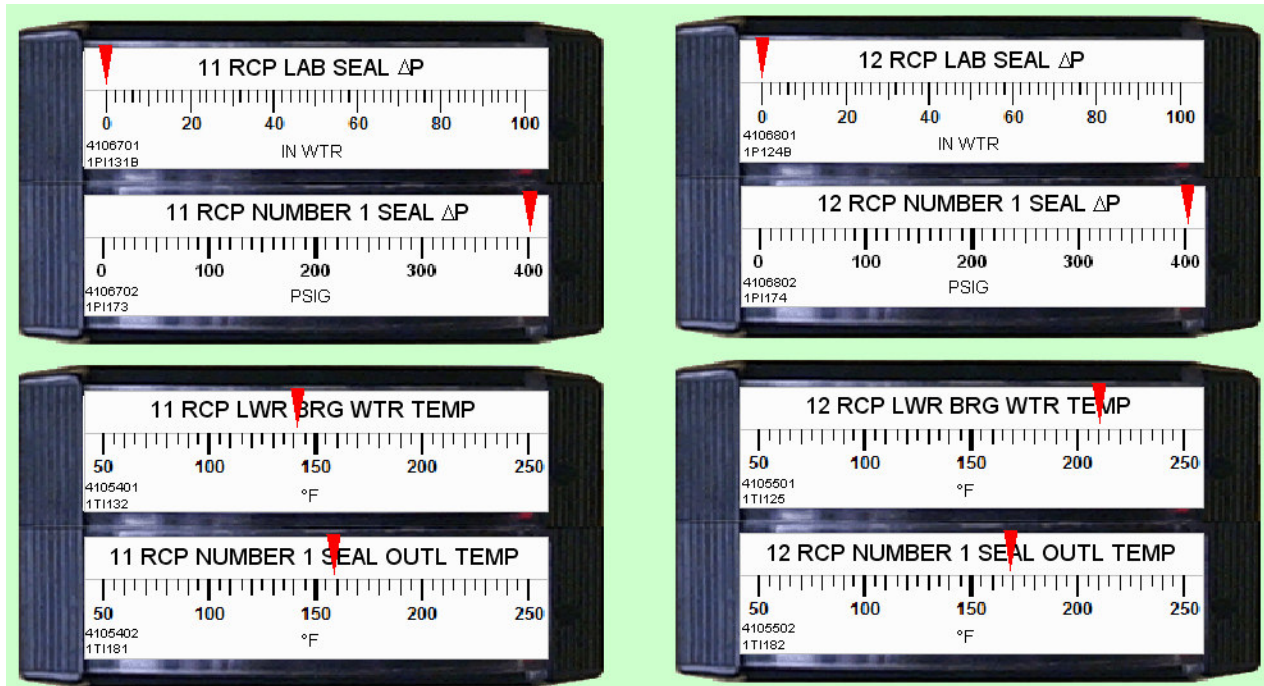 11 RCP LAB SEAL ΔP
0 20 40 60 80 100
4106701
1PI131B
IN WTR
11 RCP NUMBER 1 SEAL ΔP
0 100 200 300 400
4106702
1PI173
PSIG
12 RCP LAB SEAL ΔP
0 20 40 60 80 100
4106801
1P124B
IN WTR
12 RCP NUMBER 1 SEAL ΔP
0 100 200 300 400
4106802
1PI174
PSIG
11 RCP LWR BRG WTR TEMP
50 100 150 200 250
4105401
1TI132
°F
11 RCP NUMBER 1 SEAL OUTL TEMP
50 100 150 200 250
4105402
1TI181
°F
12 RCP LWR BRG WTR TEMP
50 100 150 200 250
4105501
1TI125
°F
12 RCP NUMBER 1 SEAL OUTL TEMP
50 100 150 200 250
4105502
1TI182
°F